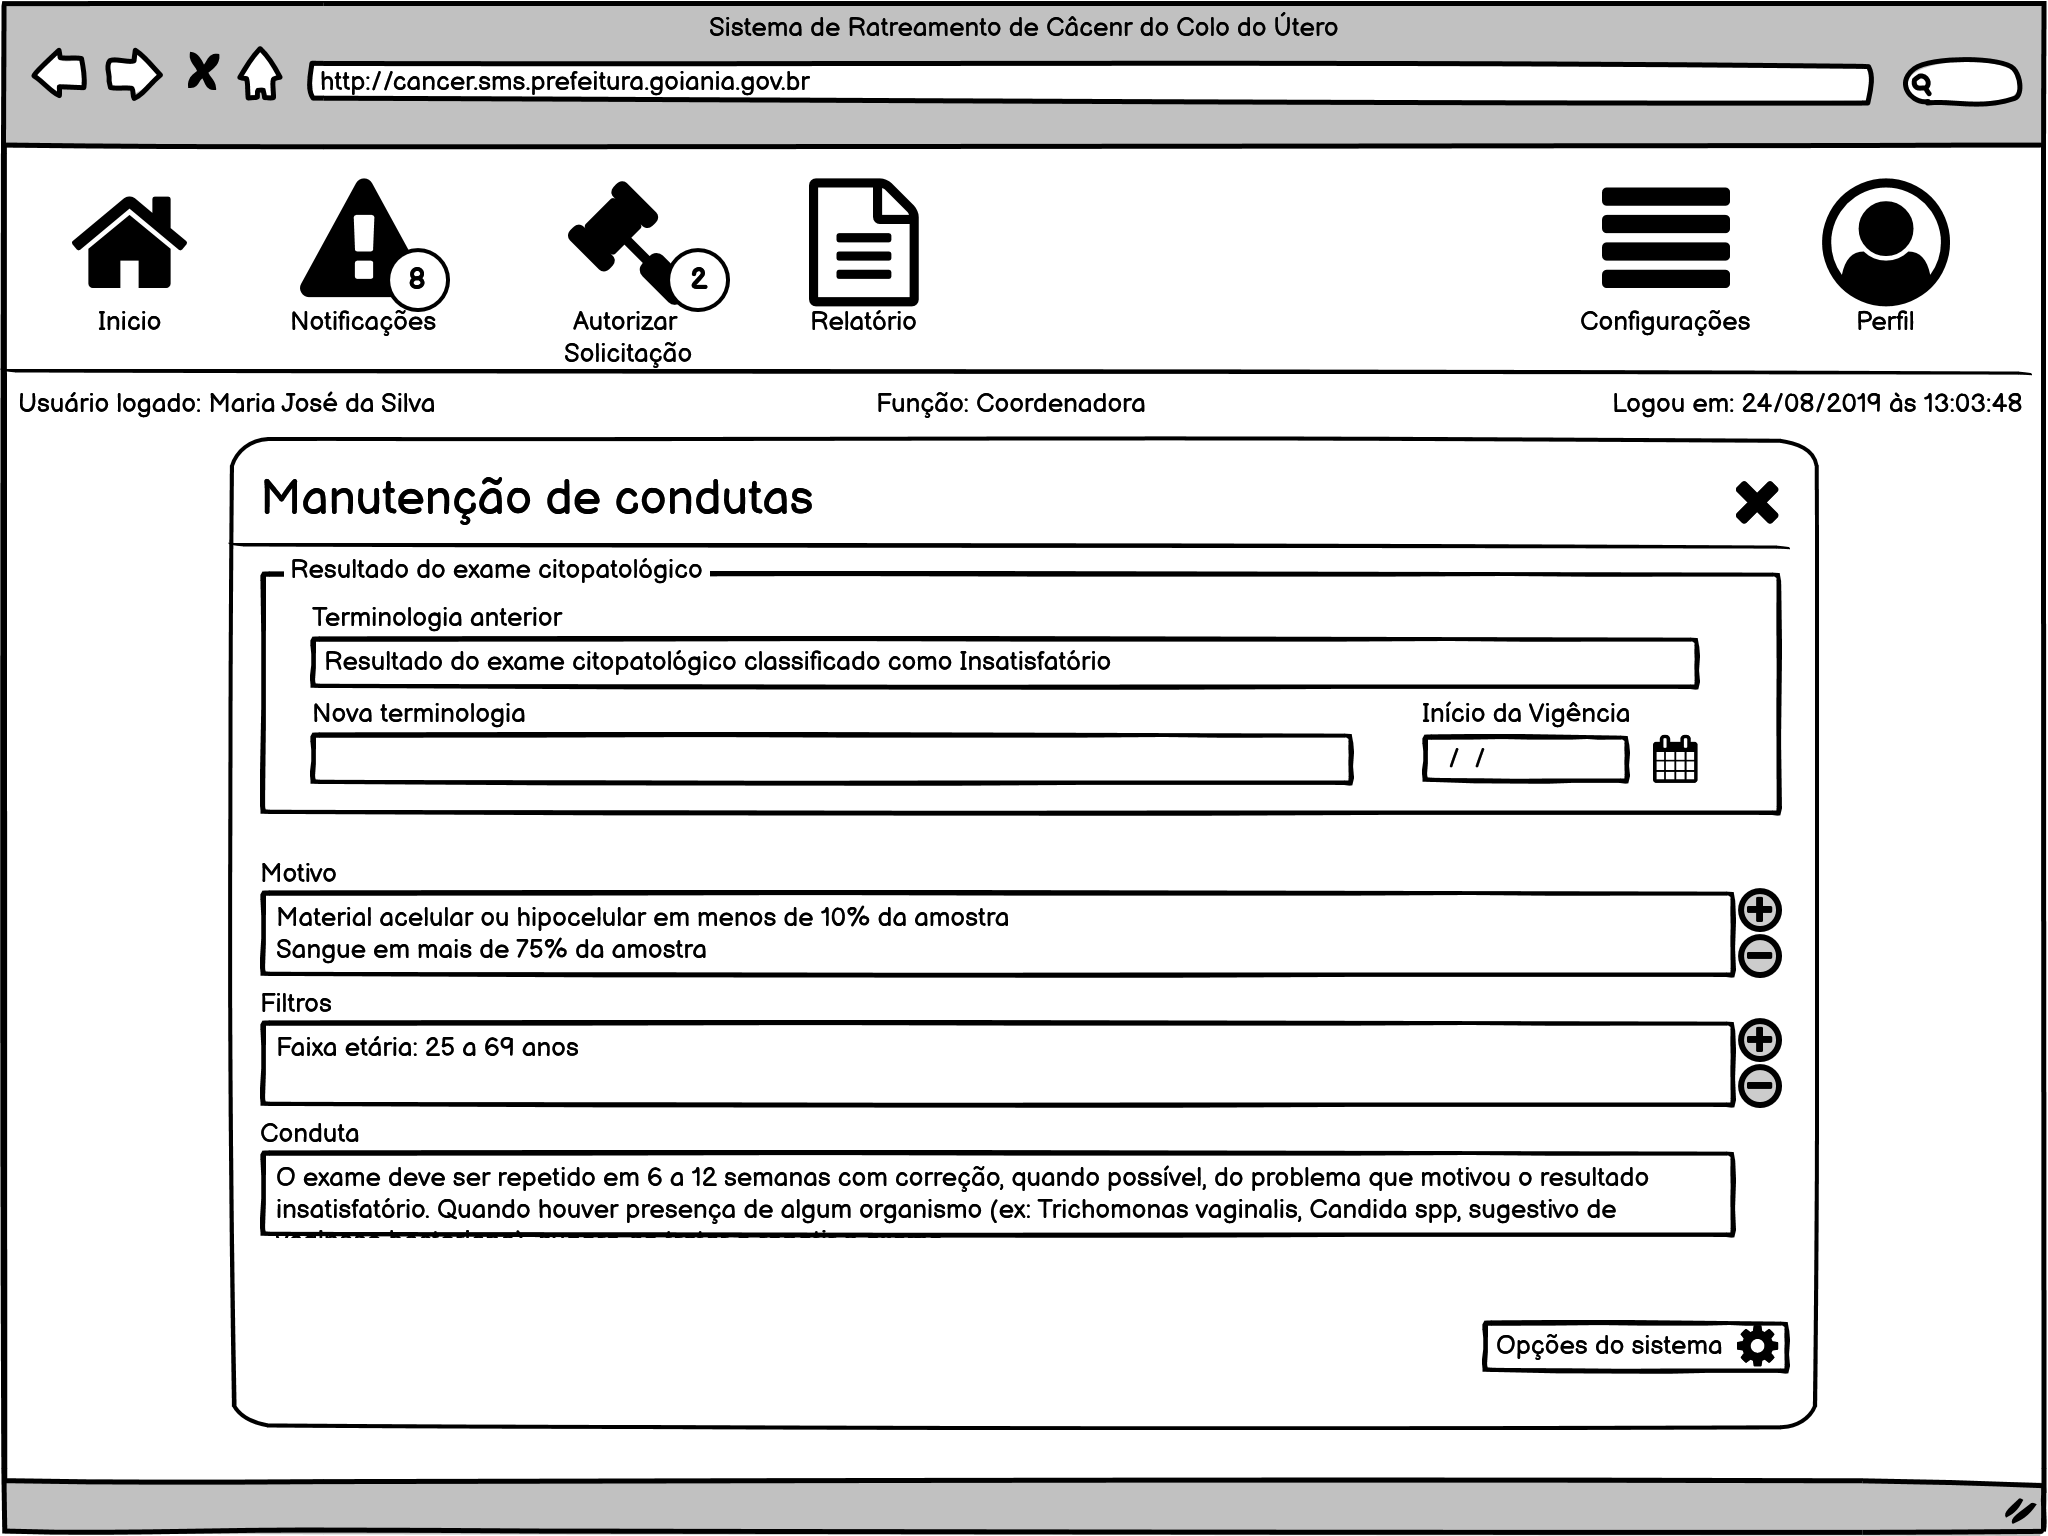 Sistema de Ratreamento de Câcenr do Colo do Útero
http://cancer.sms.prefeitura.goiania.gov.br
8
2
Inicio
Notificações
Autorizar
Solicitação
Relatório
Configurações
Perfil
Usuário logado: Maria José da Silva
Função: Coordenadora
Logou em: 24/08/2019 às 13:03:48
Manutenção de condutas
Resultado do exame citopatológico
Terminologia anterior
Resultado do exame citopatológico classificado como Insatisfatório
Nova terminologia
Início da Vigência
/ /
Motivo
Material acelular ou hipocelular em menos de 10% da amostra
Sangue em mais de 75% da amostra
Filtros
Faixa etária: 25 a 69 anos
Conduta
O exame deve ser repetido em 6 a 12 semanas com correção, quando possível, do problema que motivou o resultado
insatisfatório. Quando houver presença de algum organismo (ex: Trichomonas vaginalis, Candida spp, sugestivo de
Opções do sistema